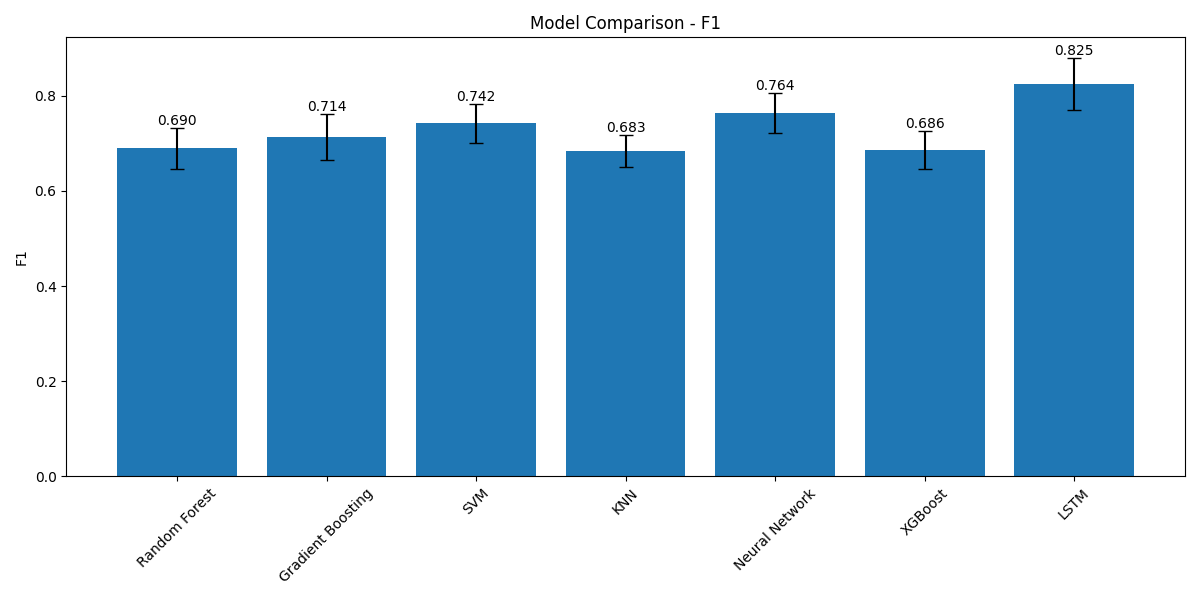 Model Comparison - F1
0.825
0.764
0.742
0.714
0.690
0.686
0.683
F1
0.8
0.6
0.4
0.2
0.0
Random Forest
Gradient Boosting
SVM
KNN
Neural Network
XGBoost
LSTM